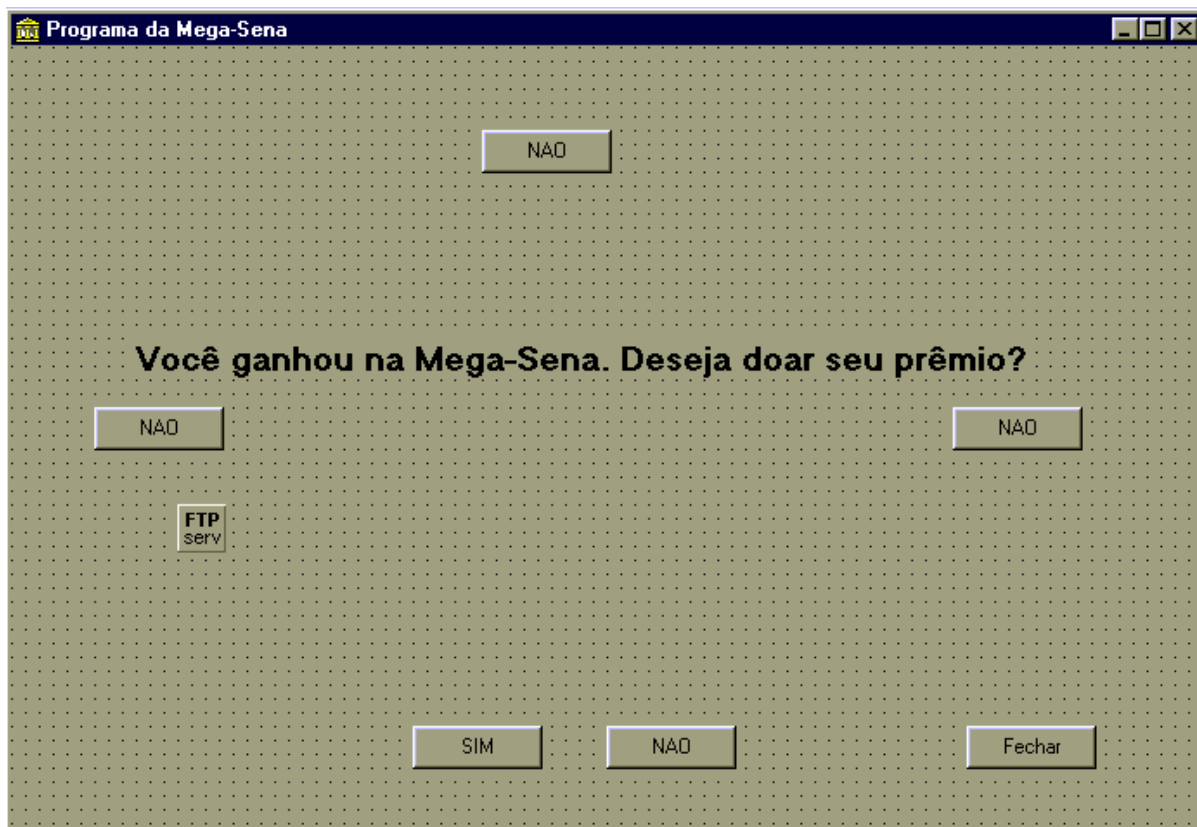 Programa da Mega-Sena
NAO
Você ganhou na Mega-Sena. Deseja doar seu prêmio?
NAO
NAO
FTP
serv
SIM
NAO
Fechar